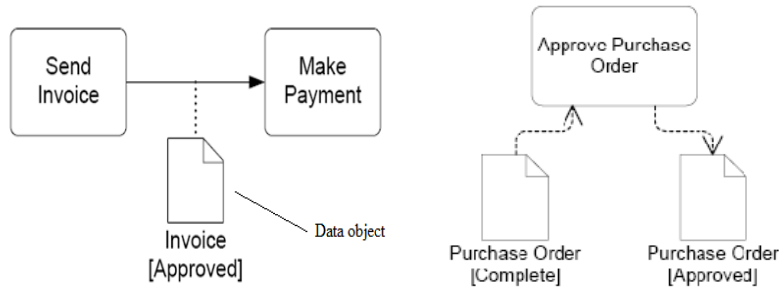 Send
Invoice
Make
Payment
Invoice
[Approved]
Data object
Approve Purchase
Order
Purchase Order
[Complete]
Purchase Order
[Approved]